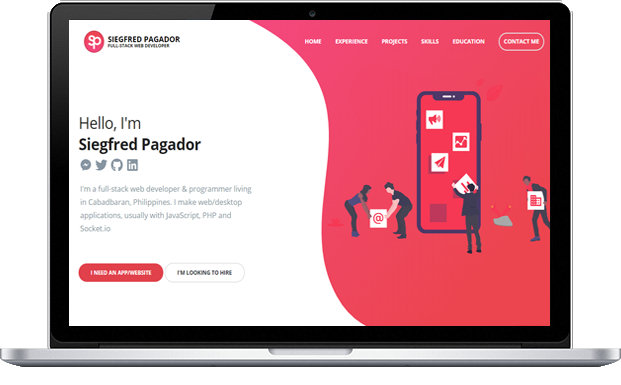 SIEGFRED PAGADOR
FULL-STACK WEB DEVELOPER
HOME EXPERIENCE PROJECTS SKILLS EDUCATION CONTACT ME
Hello, I'm
Siegfred Pagador
I'm a full-stack web developer & programmer living
in Cabadbaran, Philippines. I make web/desktop
applications, usually with JavaScript, PHP and
Socket.io
I NEED AN APP/WEBSITE I'M LOOKING TO HIRE
@